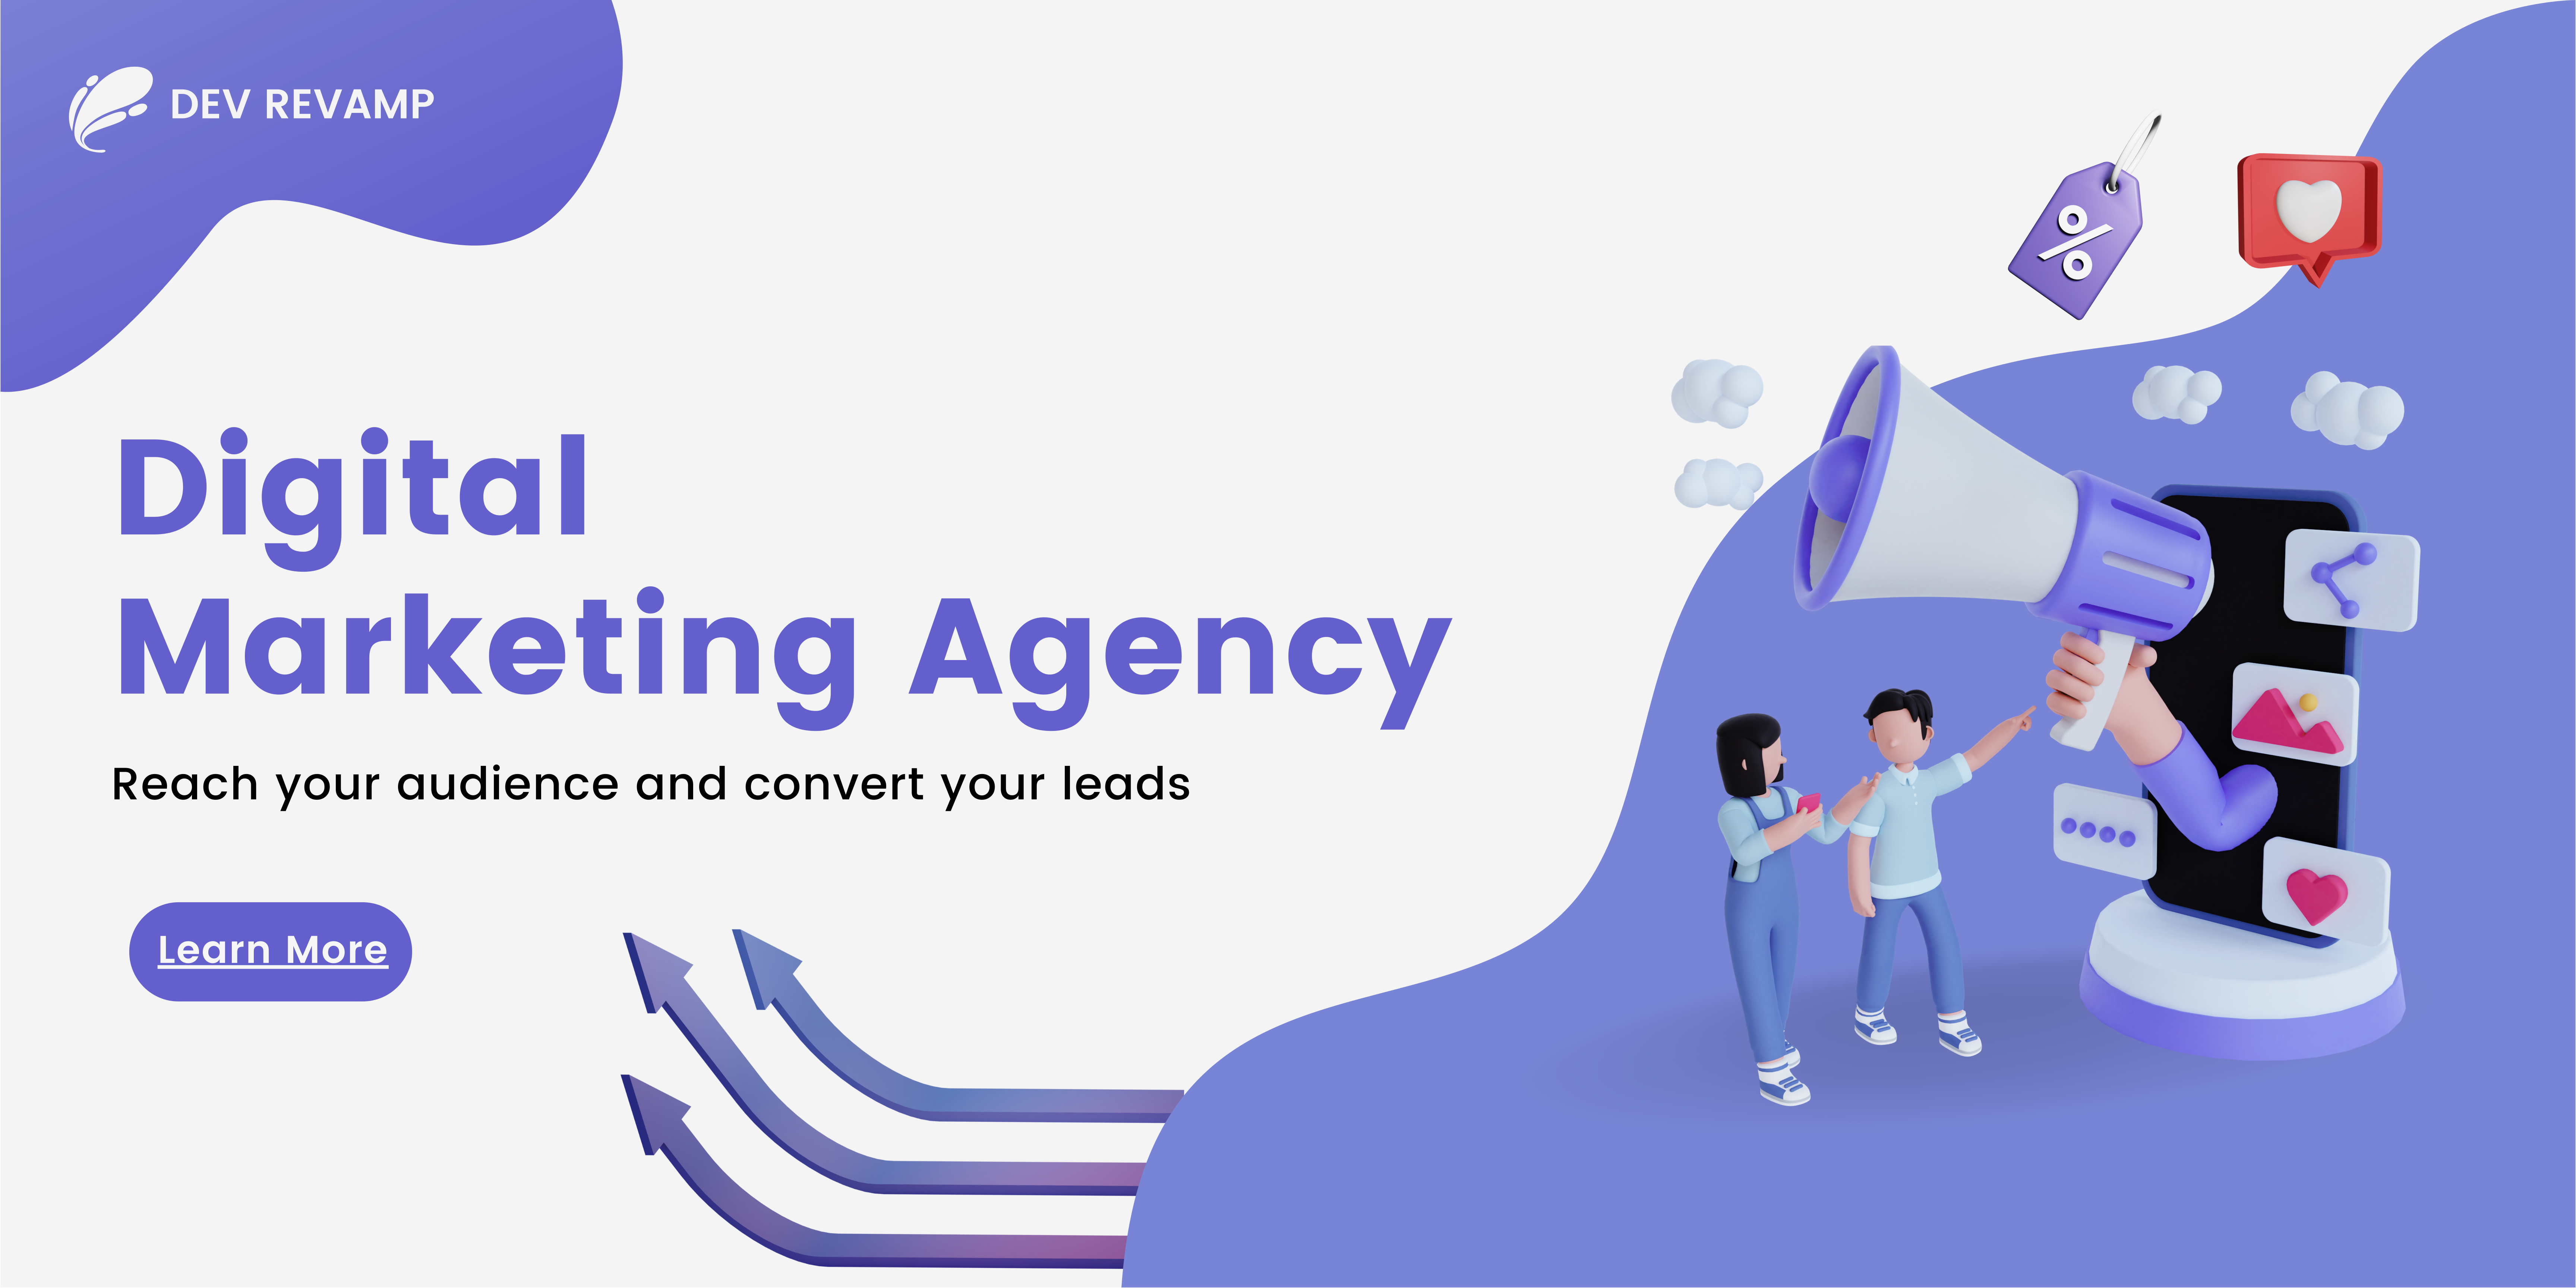 DEV REVAMP
Digital
Marketing Agency
Reach your audience and convert your leads
Learn More
%